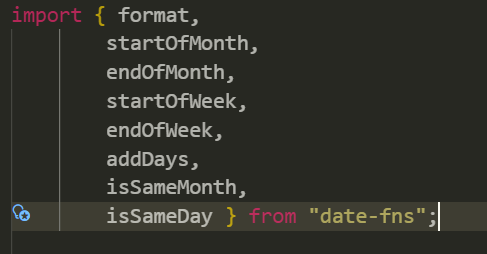 import { format,
startOfMonth,
endOfMonth,
startOfWeek,
endOfWeek,
addDays,
isSameMonth,
isSameDay } from "date-fns";